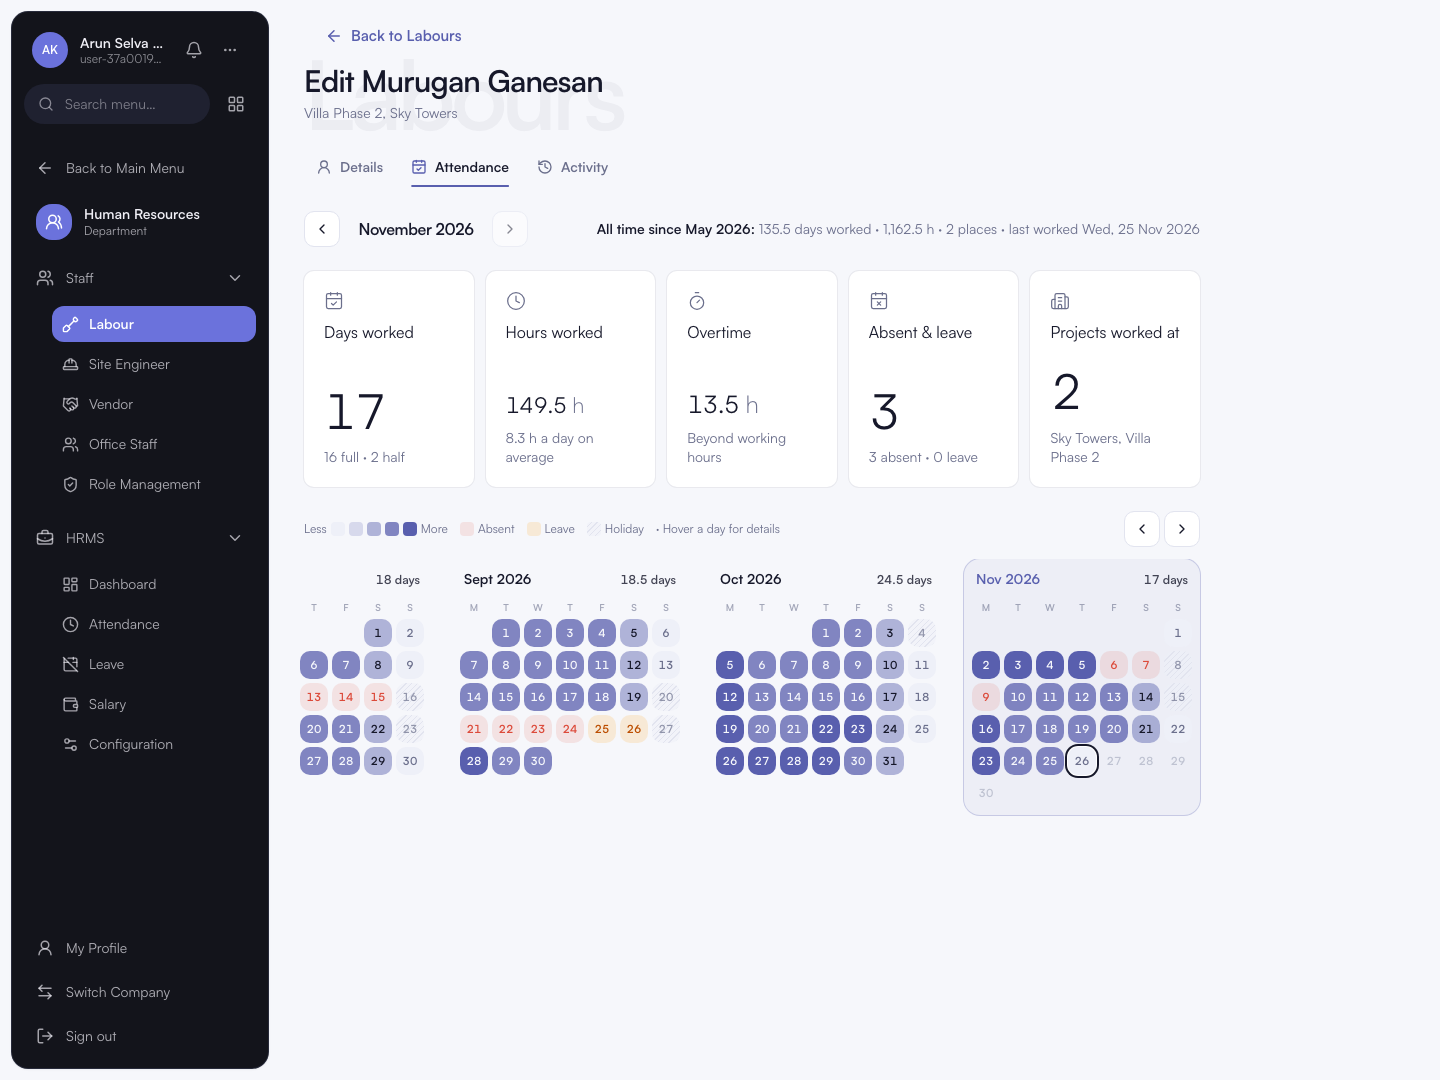 AK
Arun Selva ...
user-37a0019...
Search menu...
Back to Main Menu
Human Resources
Department
Staff
Labour
Site Engineer
Vendor
Office Staff
Role Management
HRMS
Dashboard
Attendance
Leave
Salary
Configuration
My Profile
Switch Company
Sign out
Back to Labours
Labours
Edit Murugan Ganesan
Villa Phase 2, Sky Towers
Details Attendance Activity
November 2026
All time since May 2026: 135.5 days worked · 1,162.5 h · 2 places · last worked Wed, 25 Nov 2026
Days worked
17
16 full · 2 half
Hours worked
149.5 h
8.3 h a day on
average
Overtime
13.5 h
Beyond working
hours
Absent & leave
3
3 absent · 0 leave
Projects worked at
2
Sky Towers, Villa
Phase 2
Less More Absent Leave Holiday · Hover a day for details
18 days
T F S S
1 2
6 7 8 9
13 14 15 16
20 21 22 23
27 28 29 30
Sept 2026 18.5 days
M T W T F S S
1 2 3 4 5 6
7 8 9 10 11 12 13
14 15 16 17 18 19 20
21 22 23 24 25 26 27
28 29 30
Oct 2026 24.5 days
M T W T F S S
1 2 3 4
5 6 7 8 9 10 11
12 13 14 15 16 17 18
19 20 21 22 23 24 25
26 27 28 29 30 31
Nov 2026 17 days
M T W T F S S
1
2 3 4 5 6 7 8
9 10 11 12 13 14 15
16 17 18 19 20 21 22
23 24 25 26 27 28 29
30